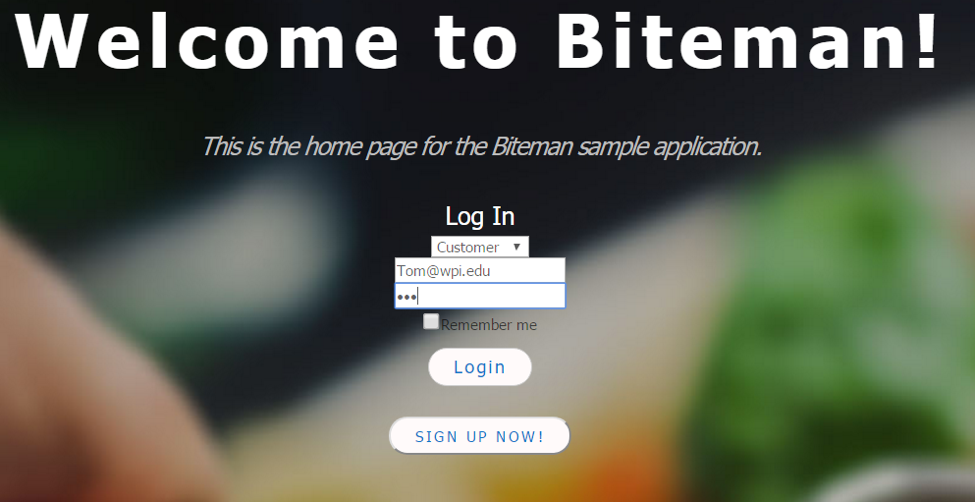 Welcome to Biteman!
This is the home page for the Biteman sample application.
Log In
Customer ▼
Tom@wpi.edu
•••
Remember me
Login
SIGN UP NOW!